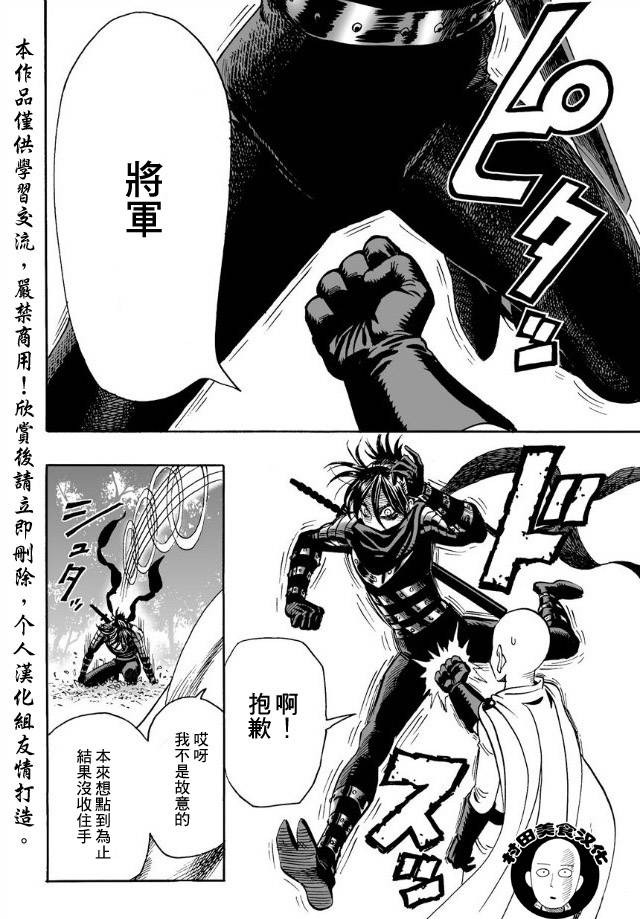 本作品僅供學習交流，嚴禁商用！欣賞後請立即刪除，个人漢化組友情打造。
將軍
ピタッ
ドスッ
啊！
抱歉
シュタッ
哎呀
我不是故意的
本來想點到為止
結果沒收住手
村田美食汉化